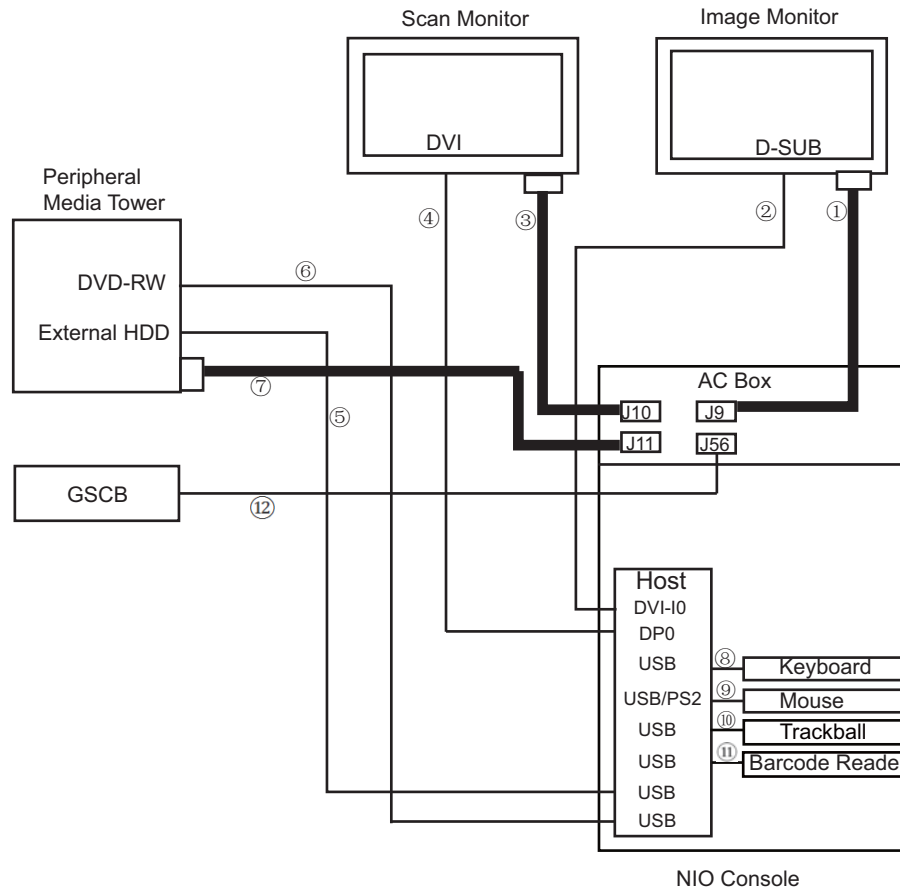 Scan Monitor
Image Monitor
DVI
D-SUB
Peripheral
Media Tower
④
③
②
①
DVD-RW
⑥
External HDD
⑦
⑤
AC Box
J10
J9
J11
J56
GSCB
⑫
Host
DVI-I0
DP0
USB
⑧
Keyboard
USB/PS2
⑨
Mouse
USB
⑩
Trackball
USB
⑪
Barcode Reade
USB
USB
NIO Console